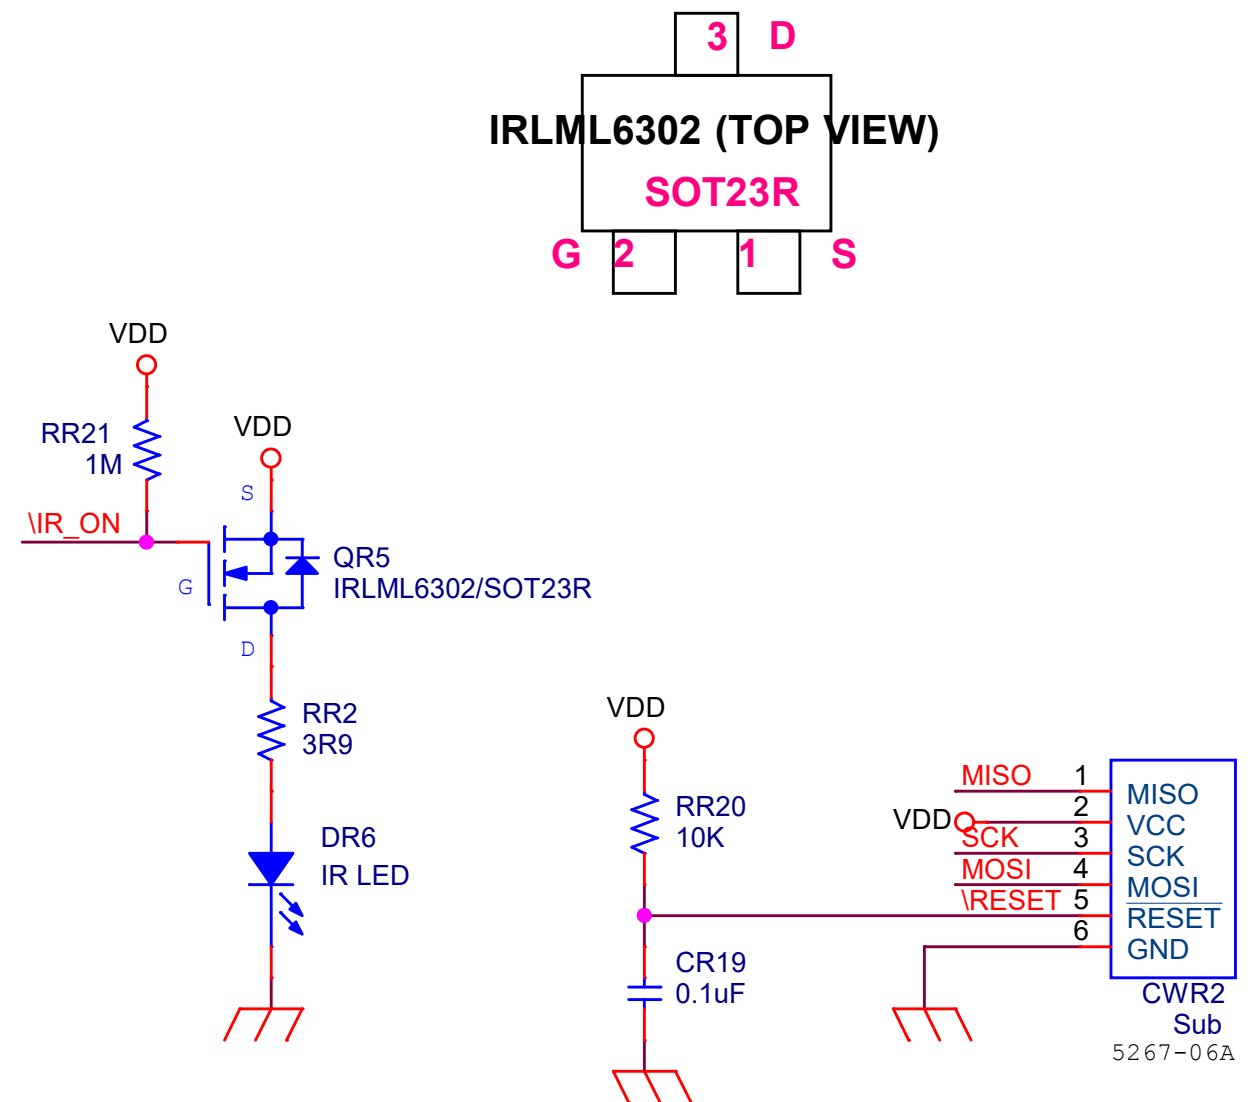 3 D
IRLML6302 (TOP VIEW)
SOT23R
G 2 1 S
VDD
RR21
1M
VDD
S
\IR_ON
G
QR5
IRLML6302/SOT23R
D
RR2
3R9
DR6
IR LED
VDD
RR20
10K
CR19
0.1uF
MISO 1 MISO
VDD 2 VCC
SCK 3 SCK
MOSI 4 MOSI
\RESET 5 RESET
6 GND
CWR2
Sub
5267-06A